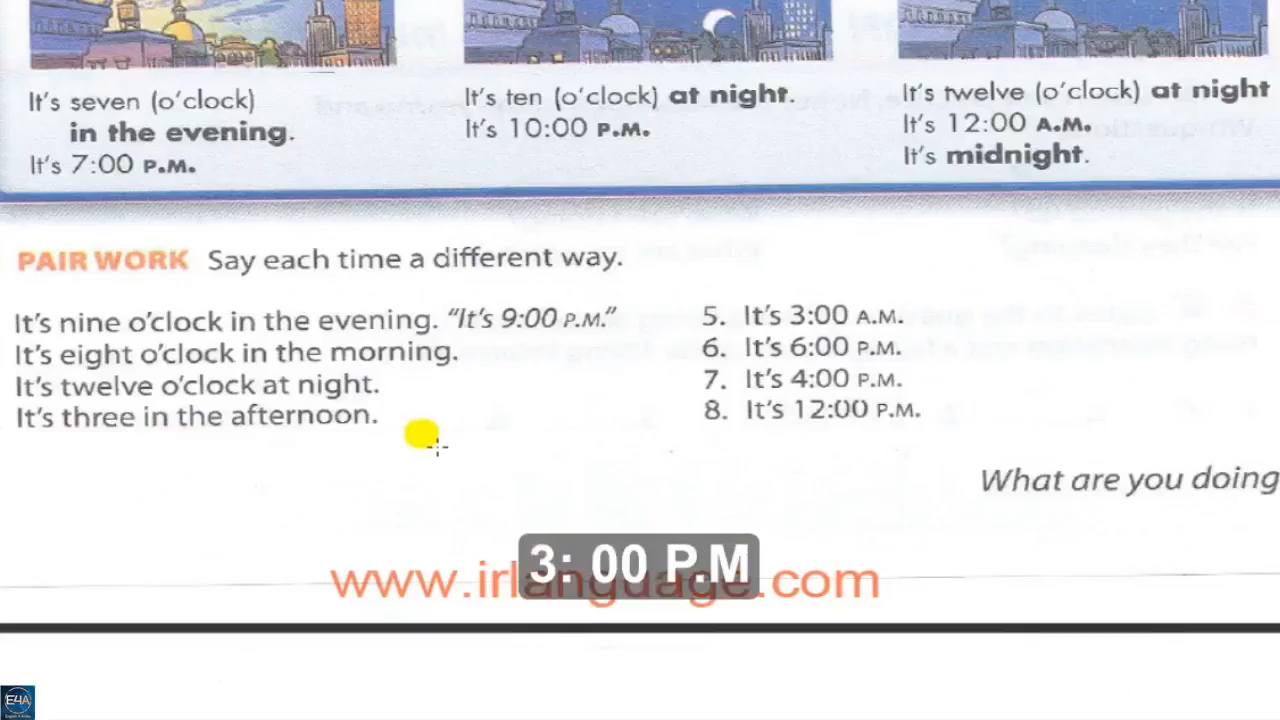 It's seven (o'clock)
in the evening.
It's 7:00 P.M.
It's ten (o'clock) at night.
It's 10:00 P.M.
It's twelve (o'clock) at night
It's 12:00 A.M.
It's midnight.
PAIR WORK Say each time a different way.
It's nine o'clock in the evening. "It's 9:00 P.M."
It's eight o'clock in the morning.
It's twelve o'clock at night.
It's three in the afternoon.
5. It's 3:00 A.M.
6. It's 6:00 P.M.
7. It's 4:00 P.M.
8. It's 12:00 P.M.
What are you doing
www.irlanguage.com
3: 00 P.M
E4A